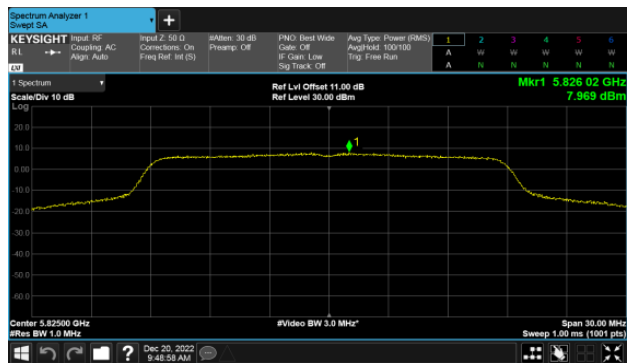 Spectrum Analyzer 1
Swept SA
KEYSIGHT Input: RF Input Z: 50 Ω #Atten: 30 dB PNO: Best Wide Avg Type: Power (RMS) 1 2 3 4 5 6
RL Coupling: AC Corrections: On Preamp: Off Gate: Off Avg|Hold: 100/100 A W W W W W
Align: Auto Freq Ref: Int (S) IF Gain: Low Trig: Free Run
LXI Sig Track: Off A N N N N N
1 Spectrum Ref Lvl Offset 11.00 dB Mkr1 5.826 02 GHz
Scale/Div 10 dB Ref Level 30.00 dBm 7.969 dBm
Log
20.0
10.0
1
0.00
-10.0
-20.0
-30.0
-40.0
-50.0
-60.0
Center 5.82500 GHz #Video BW 3.0 MHz* Span 30.00 MHz
#Res BW 1.0 MHz Sweep 1.00 ms (1001 pts)
? Dec 20, 2022
9:48:58 AM